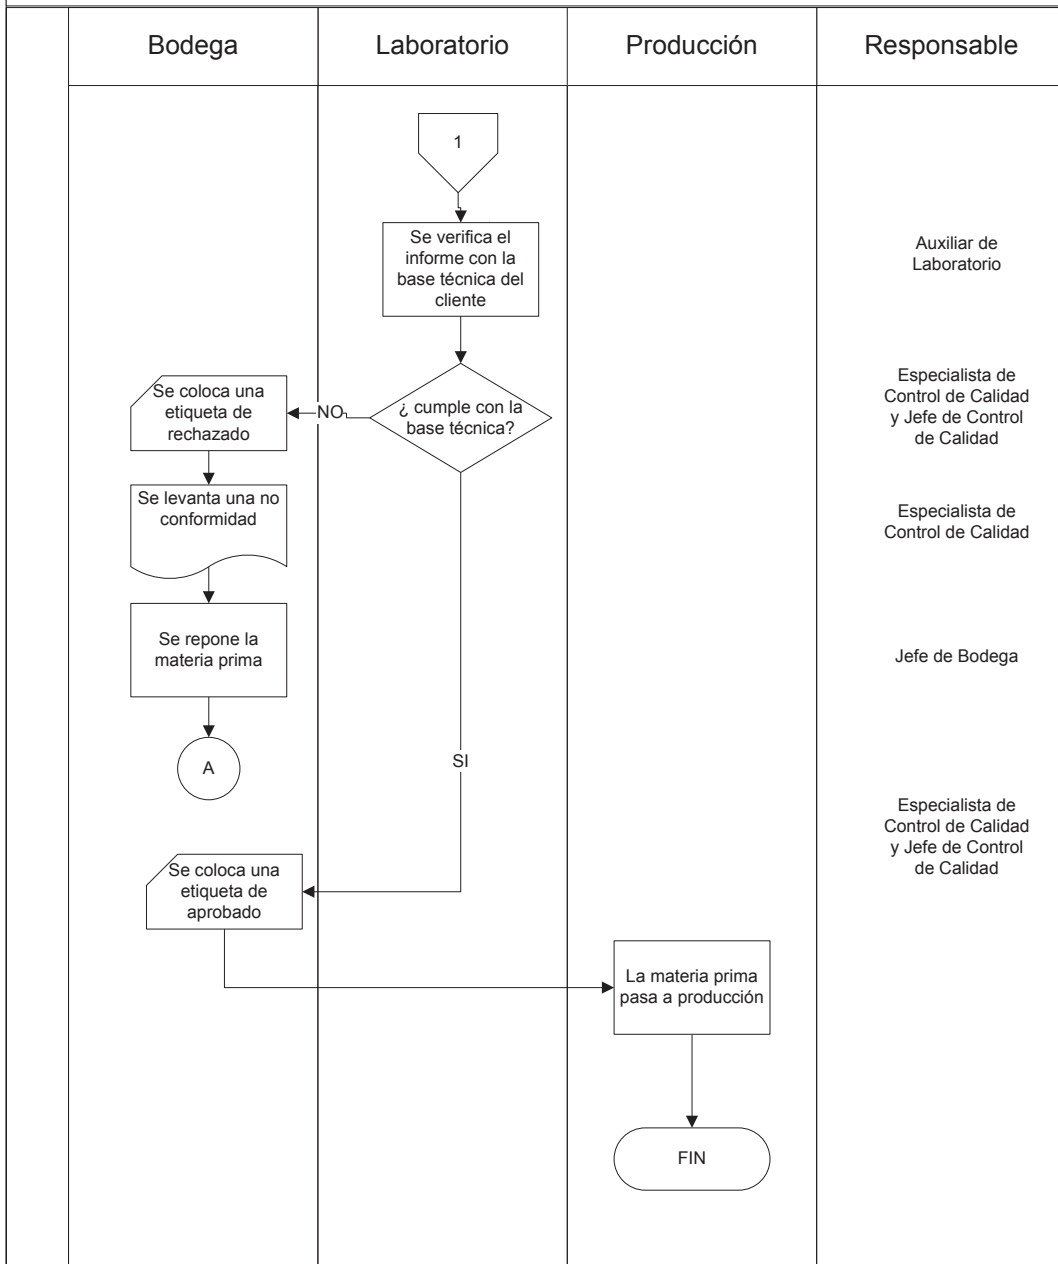 Bodega
Laboratorio
Producción
Responsable
1
Se verifica el
informe con la
base técnica del
cliente
Auxiliar de
Laboratorio
¿ cumple con la
base técnica?
NO
Se coloca una
etiqueta de
rechazado
Especialista de
Control de Calidad
y Jefe de Control
de Calidad
Se levanta una no
conformidad
Especialista de
Control de Calidad
Se repone la
materia prima
Jefe de Bodega
A
SI
Se coloca una
etiqueta de
aprobado
Especialista de
Control de Calidad
y Jefe de Control
de Calidad
La materia prima
pasa a producción
FIN